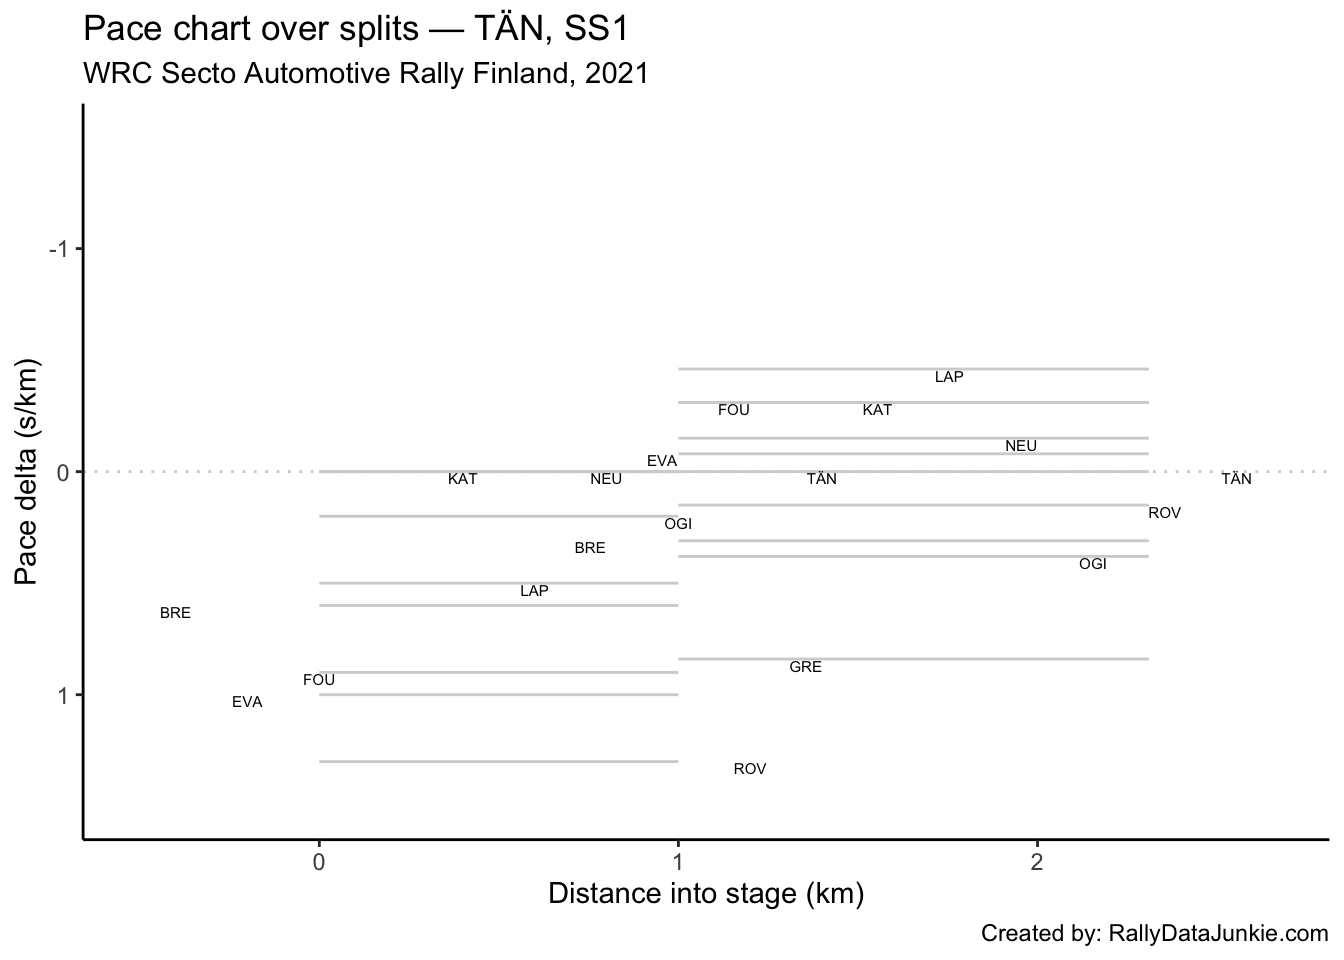 Pace chart over splits — TÄN, SS1
WRC Secto Automotive Rally Finland, 2021
Pace delta (s/km)
-1
0
1
LAP
FOU KAT
NEU
EVA
KAT NEU TÄN TÄN
ROV
OGI
BRE
OGI
LAP
BRE
GRE
FOU
EVA
ROV
0 1 2
Distance into stage (km)
Created by: RallyDataJunkie.com